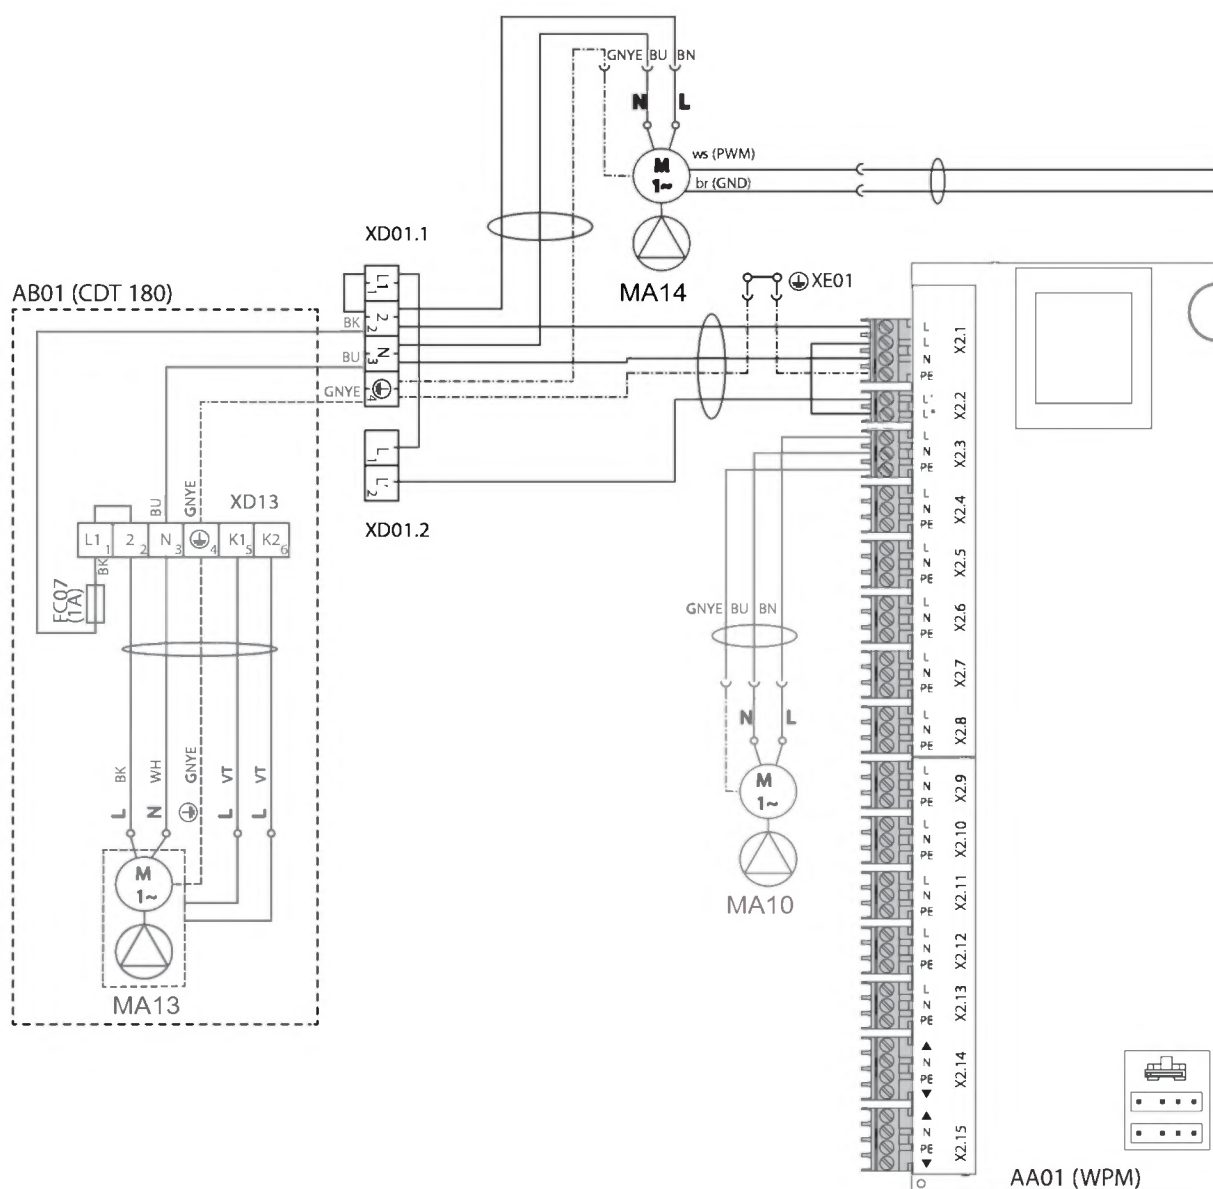 GNYE BU BN
N L
M
1~
ws (PWM)
br (GND)
MA14
XD01.1
L1 1
2 2
N 3
4
BK
BU
GNYE
L 1
L' 2
XD01.2
XE01
AB01 (CDT 180)
BU
GNYE
XD13
L1 1
2 2
N 3
4
K1 5
K2 6
BK
FC07
(1A)
BK
WH
GNYE
VT
VT
L
N
L
L
M
1~
MA13
GNYE BU BN
N L
M
1~
MA10
L
L
N
PE
X2.1
L'
L*
X2.2
L
N
PE
X2.3
L
N
PE
X2.4
L
N
PE
X2.5
L
N
PE
X2.6
L
N
PE
X2.7
L
N
PE
X2.8
L
N
PE
X2.9
L
N
PE
X2.10
L
N
PE
X2.11
L
N
PE
X2.12
L
N
PE
X2.13
▲
N
PE
▼
X2.14
▲
N
PE
▼
X2.15
AA01 (WPM)